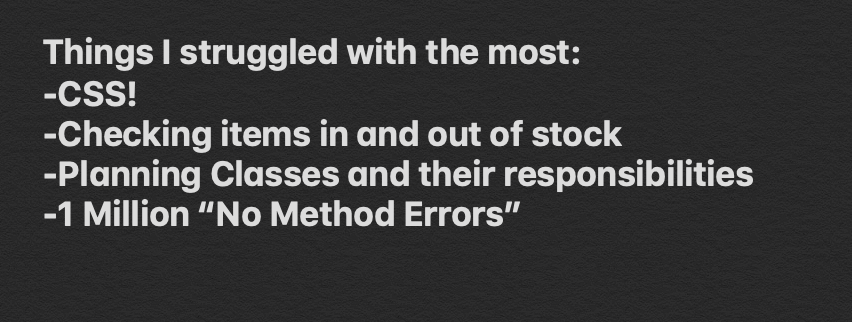 Things I struggled with the most:
-CSS!
-Checking items in and out of stock
-Planning Classes and their responsibilities
-1 Million “No Method Errors”